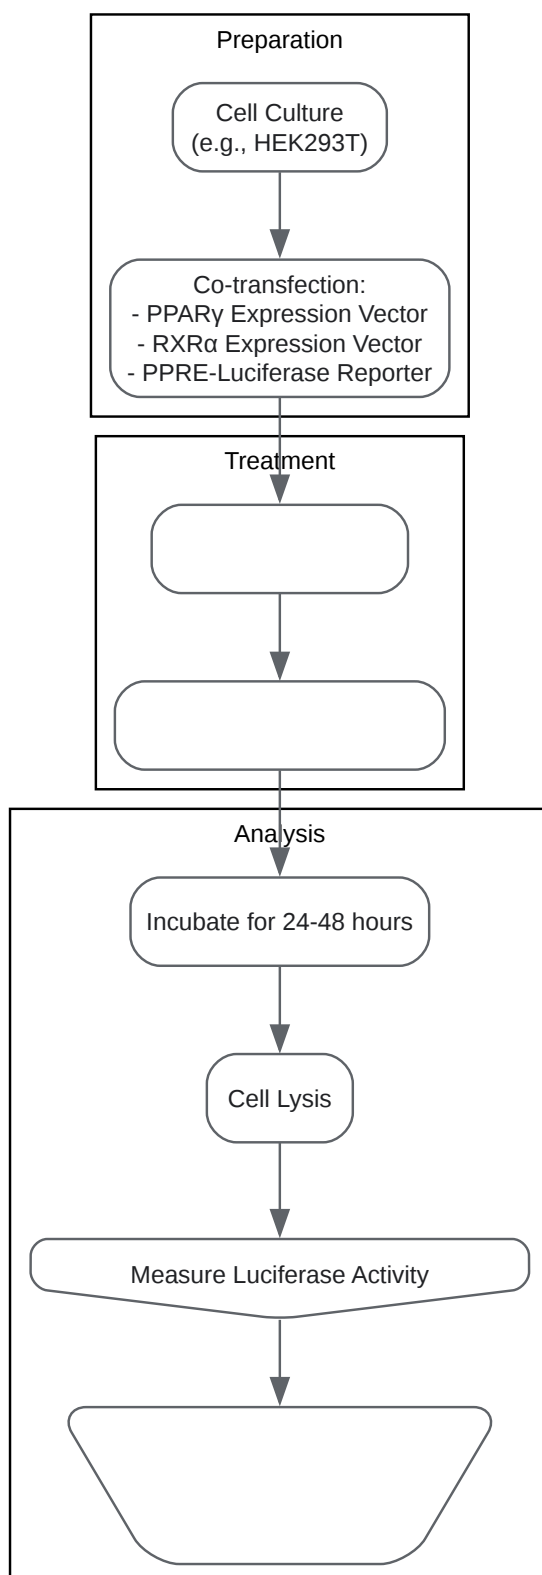 Preparation
Cell Culture
(e.g., HEK293T)
Co-transfection:
- PPARγ Expression Vector
- RXRα Expression Vector
- PPRE-Luciferase Reporter
Treatment
Analysis
Incubate for 24-48 hours
Cell Lysis
Measure Luciferase Activity